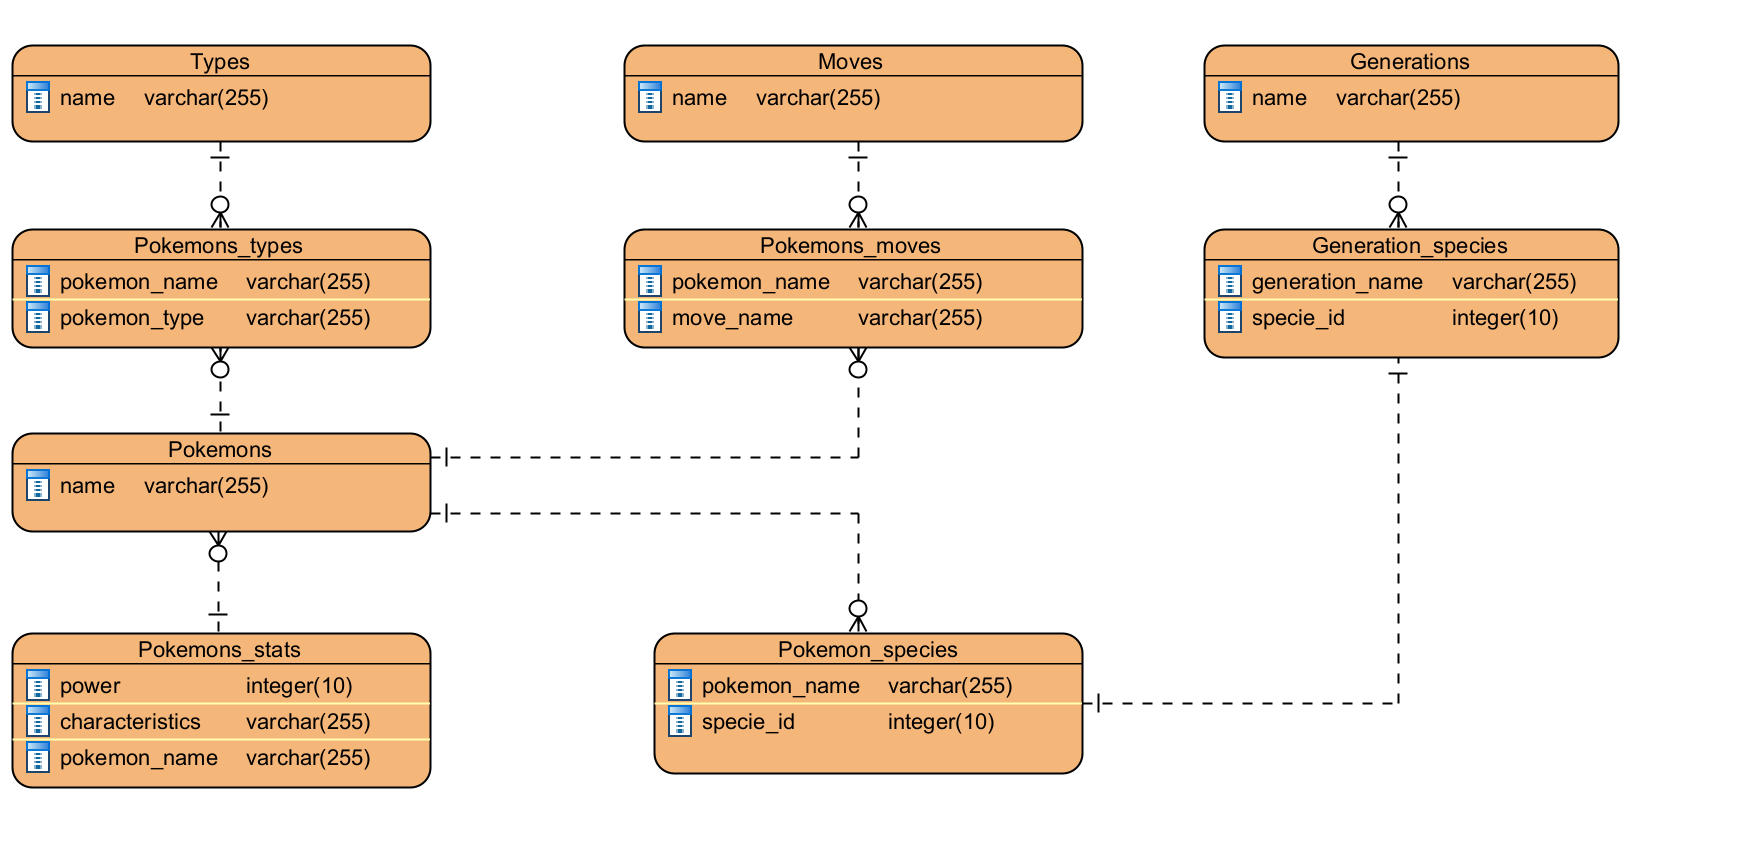 Types
name varchar(255)
Moves
name varchar(255)
Generations
name varchar(255)
Pokemons_types
pokemon_name varchar(255)
pokemon_type varchar(255)
Pokemons_moves
pokemon_name varchar(255)
move_name varchar(255)
Generation_species
generation_name varchar(255)
specie_id integer(10)
Pokemons
name varchar(255)
Pokemons_stats
power integer(10)
characteristics varchar(255)
pokemon_name varchar(255)
Pokemon_species
pokemon_name varchar(255)
specie_id integer(10)